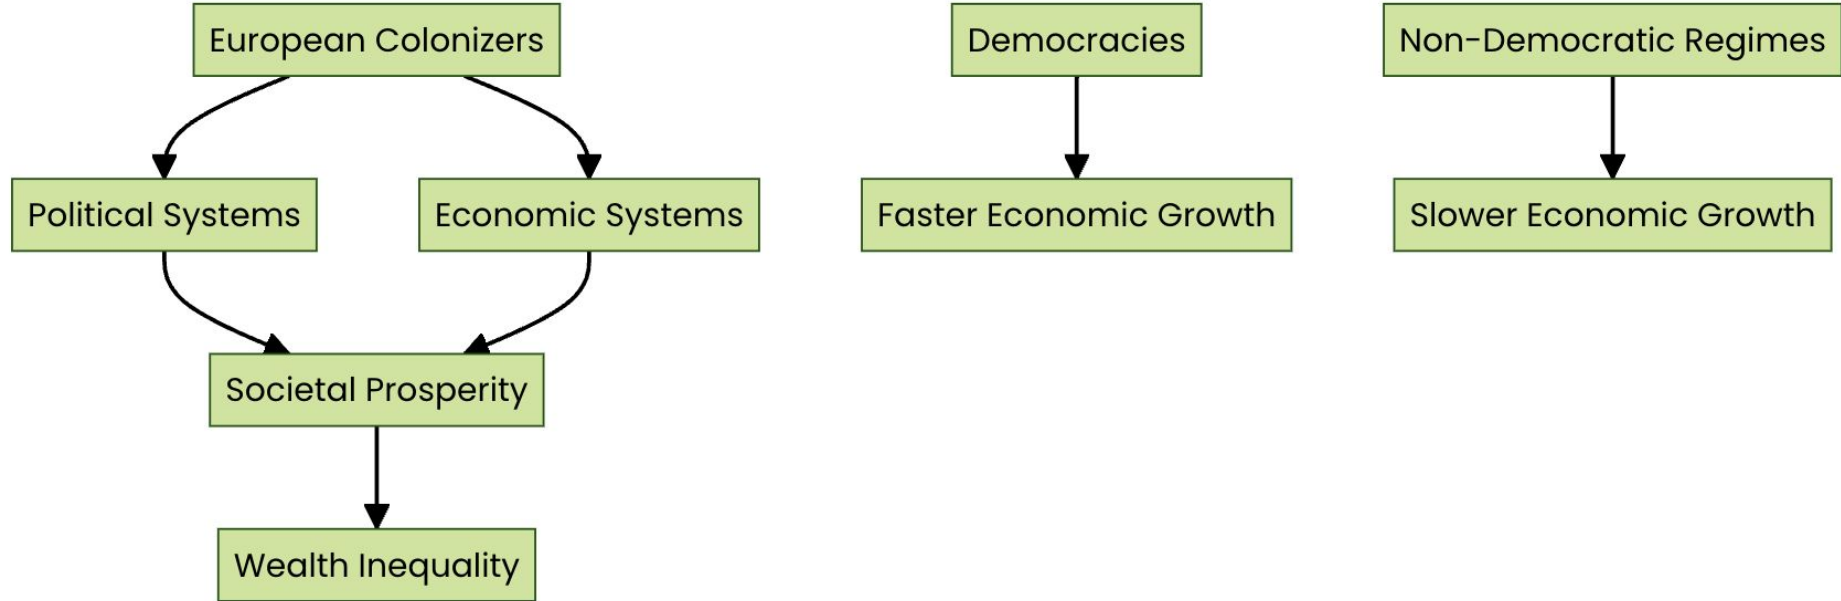 European Colonizers
Democracies
Non-Democratic Regimes
Political Systems
Economic Systems
Faster Economic Growth
Slower Economic Growth
Societal Prosperity
Wealth Inequality